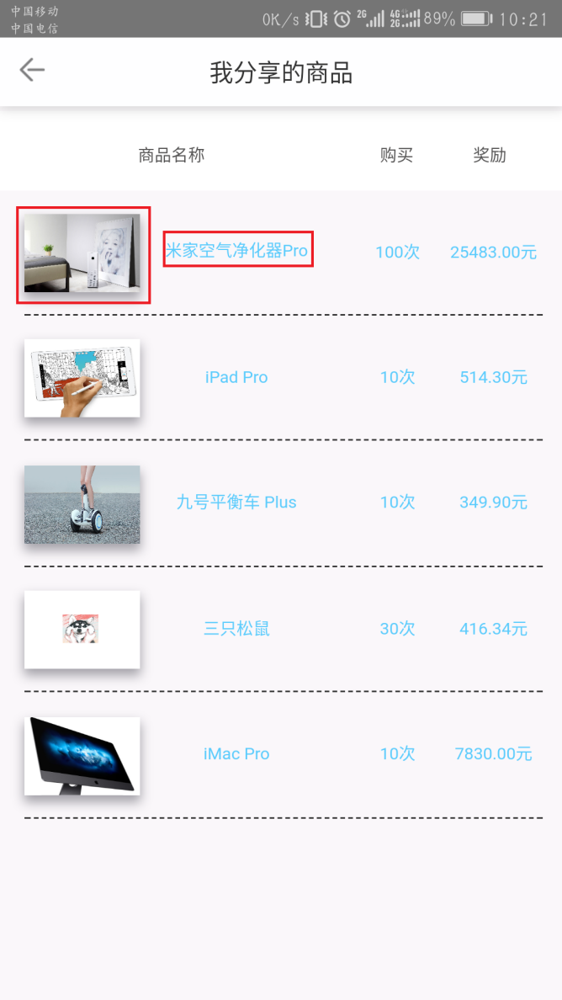 中国移动
中国电信
0K/s 2G 4G 2G 89% 10:21
我分享的商品
商品名称 购买 奖励
米家空气净化器Pro 100次 25483.00元
iPad Pro 10次 514.30元
九号平衡车 Plus 10次 349.90元
三只松鼠 30次 416.34元
iMac Pro 10次 7830.00元